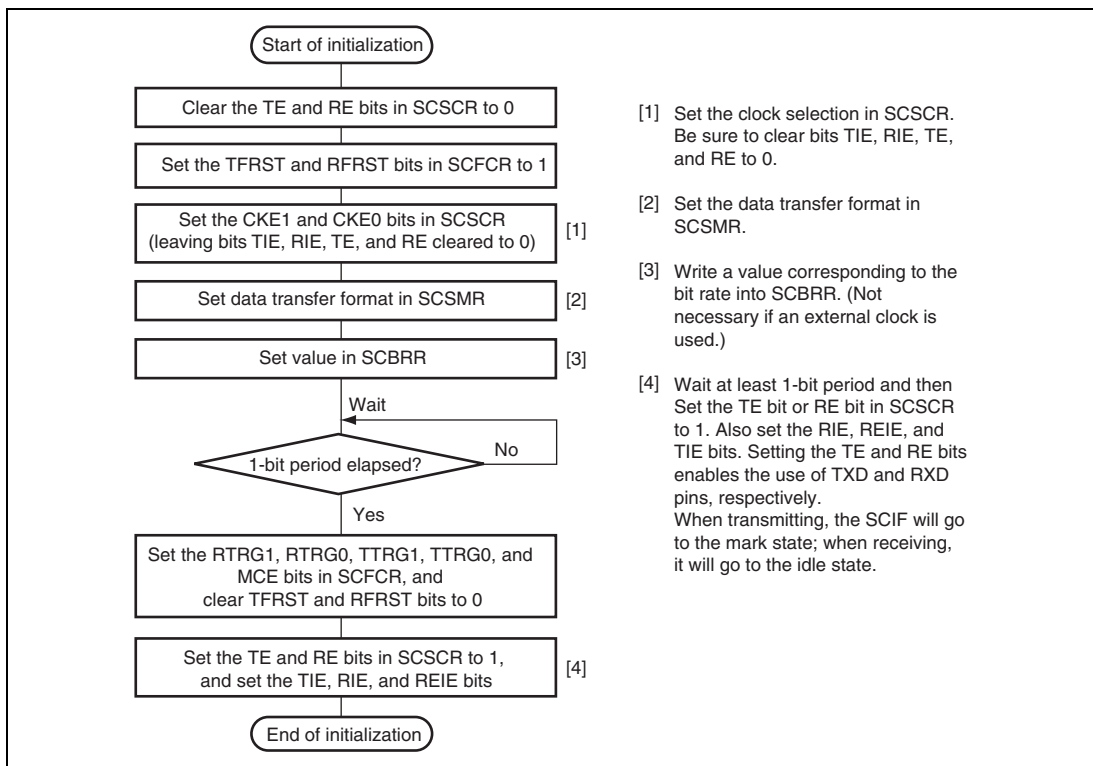 Start of initialization
Clear the TE and RE bits in SCSCR to 0
Set the TFRST and RFRST bits in SCFCR to 1
Set the CKE1 and CKE0 bits in SCSCR
(leaving bits TIE, RIE, TE, and RE cleared to 0)
[1]
Set data transfer format in SCSMR
[2]
Set value in SCBRR
[3]
Wait
1-bit period elapsed?
No
Yes
Set the RTRG1, RTRG0, TTRG1, TTRG0, and
MCE bits in SCFCR, and
clear TFRST and RFRST bits to 0
Set the TE and RE bits in SCSCR to 1,
and set the TIE, RIE, and REIE bits
[4]
End of initialization
[1] Set the clock selection in SCSCR.
Be sure to clear bits TIE, RIE, TE,
and RE to 0.
[2] Set the data transfer format in
SCSMR.
[3] Write a value corresponding to the
bit rate into SCBRR. (Not
necessary if an external clock is
used.)
[4] Wait at least 1-bit period and then
Set the TE bit or RE bit in SCSCR
to 1. Also set the RIE, REIE, and
TIE bits. Setting the TE and RE bits
enables the use of TXD and RXD
pins, respectively.
When transmitting, the SCIF will go
to the mark state; when receiving,
it will go to the idle state.